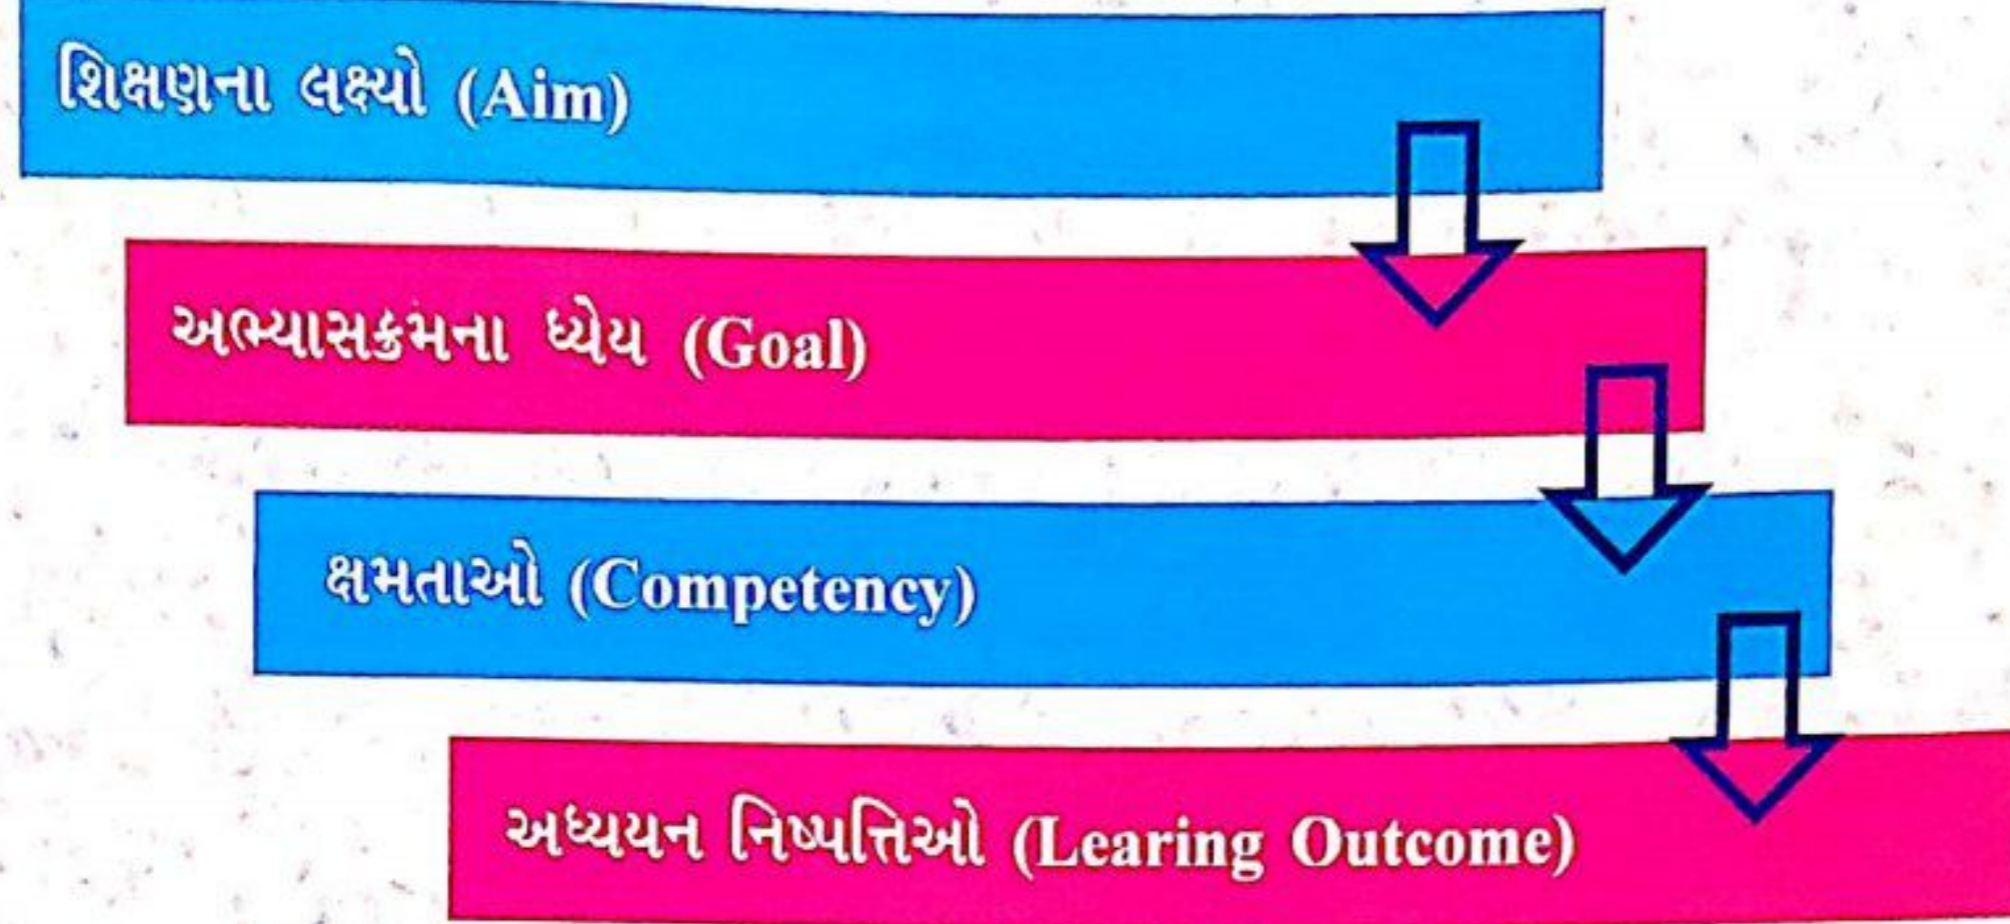 શિક્ષણના લક્ષ્યો (Aim)
અભ્યાસક્રમના ધ્યેય (Goal)
ક્ષમતાઓ (Competency)
અધ્યયન નિષ્પત્તિઓ (Learing Outcome)